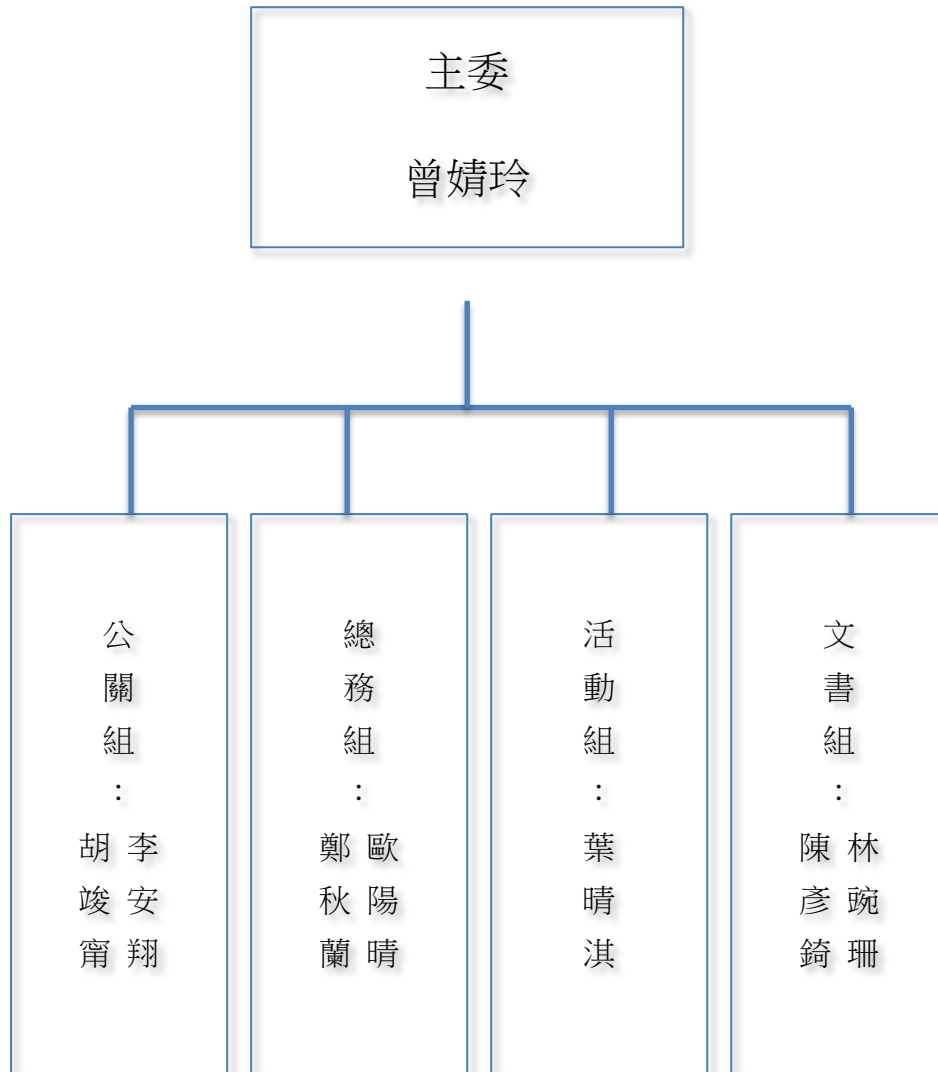 主委
曾婧玲
公關組：
胡竣甯
李安翔
總務組：
鄭秋蘭
歐陽晴
活動組：
葉晴淇
文書組：
陳彥錡
林豌珊